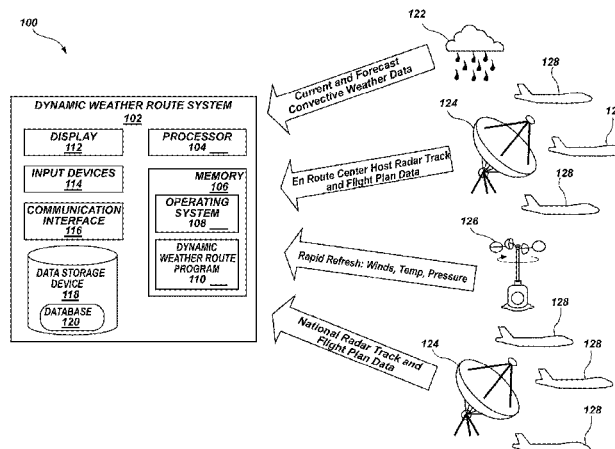 100
122
Current and Forecast
Convective Weather Data
128
124
12
128
En Route Center Host Radar Track
and Flight Plan Data
126
Rapid Refresh: Winds, Temp, Pressure
128
124
128
128
National Radar Track and
Flight Plan Data
DYNAMIC WEATHER ROUTE SYSTEM
102
DISPLAY
112
PROCESSOR
104
INPUT DEVICES
114
MEMORY
106
COMMUNICATION
INTERFACE
116
OPERATING
SYSTEM
108
DYNAMIC
WEATHER ROUTE
PROGRAM
110
DATA STORAGE
DEVICE
118
DATABASE
120